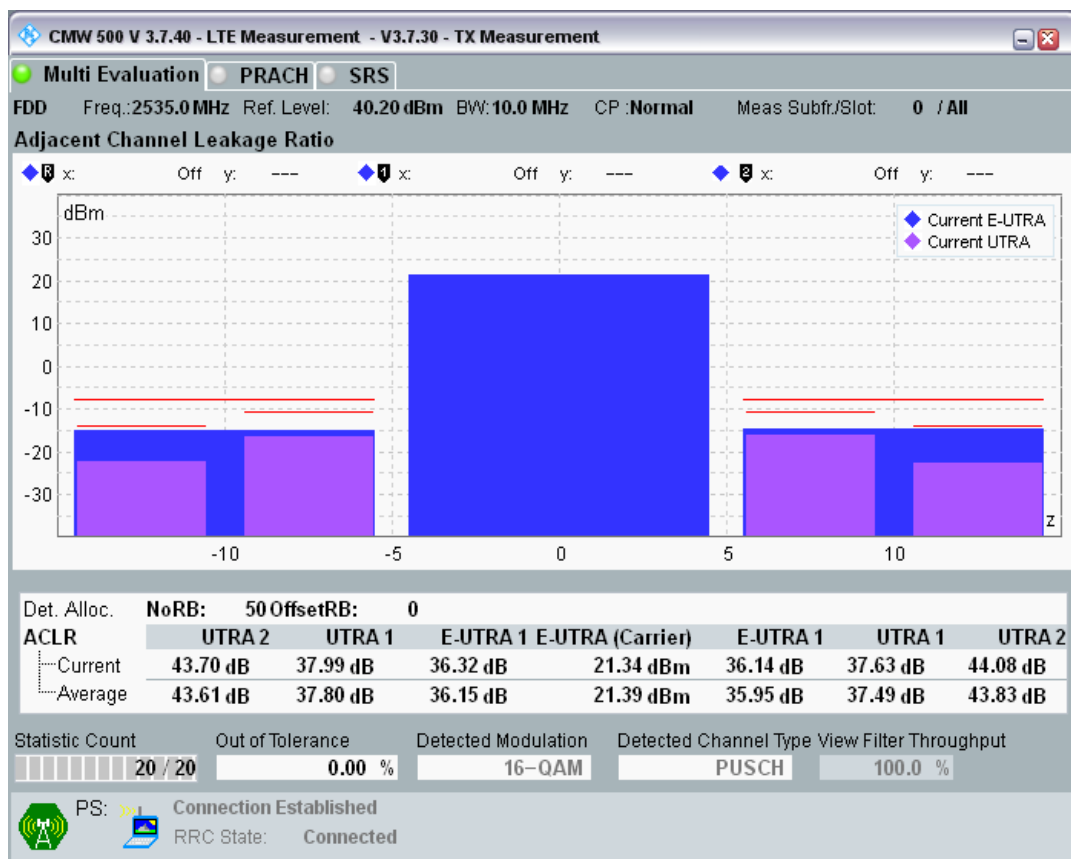 CMW 500 V 3.7.40 - LTE Measurement - V3.7.30 - TX Measurement
Multi Evaluation PRACH SRS
FDD Freq.:2535.0 MHz Ref. Level: 40.20 dBm BW:10.0 MHz CP :Normal Meas Subfr./Slot: 0 / All
Adjacent Channel Leakage Ratio
R x: Off y: --- 1 x: Off y: --- 2 x: Off y: ---
dBm
Current E-UTRA
Current UTRA
30
20
10
0
-10
-20
-30
z
-10 -5 0 5 10
Det. Alloc. NoRB: 50 OffsetRB: 0
ACLR UTRA 2 UTRA 1 E-UTRA 1 E-UTRA (Carrier) E-UTRA 1 UTRA 1 UTRA 2
Current 43.70 dB 37.99 dB 36.32 dB 21.34 dBm 36.14 dB 37.63 dB 44.08 dB
Average 43.61 dB 37.80 dB 36.15 dB 21.39 dBm 35.95 dB 37.49 dB 43.83 dB
Statistic Count Out of Tolerance Detected Modulation Detected Channel Type View Filter Throughput
20 / 20 0.00 % 16-QAM PUSCH 100.0 %
PS: Connection Established
RRC State: Connected